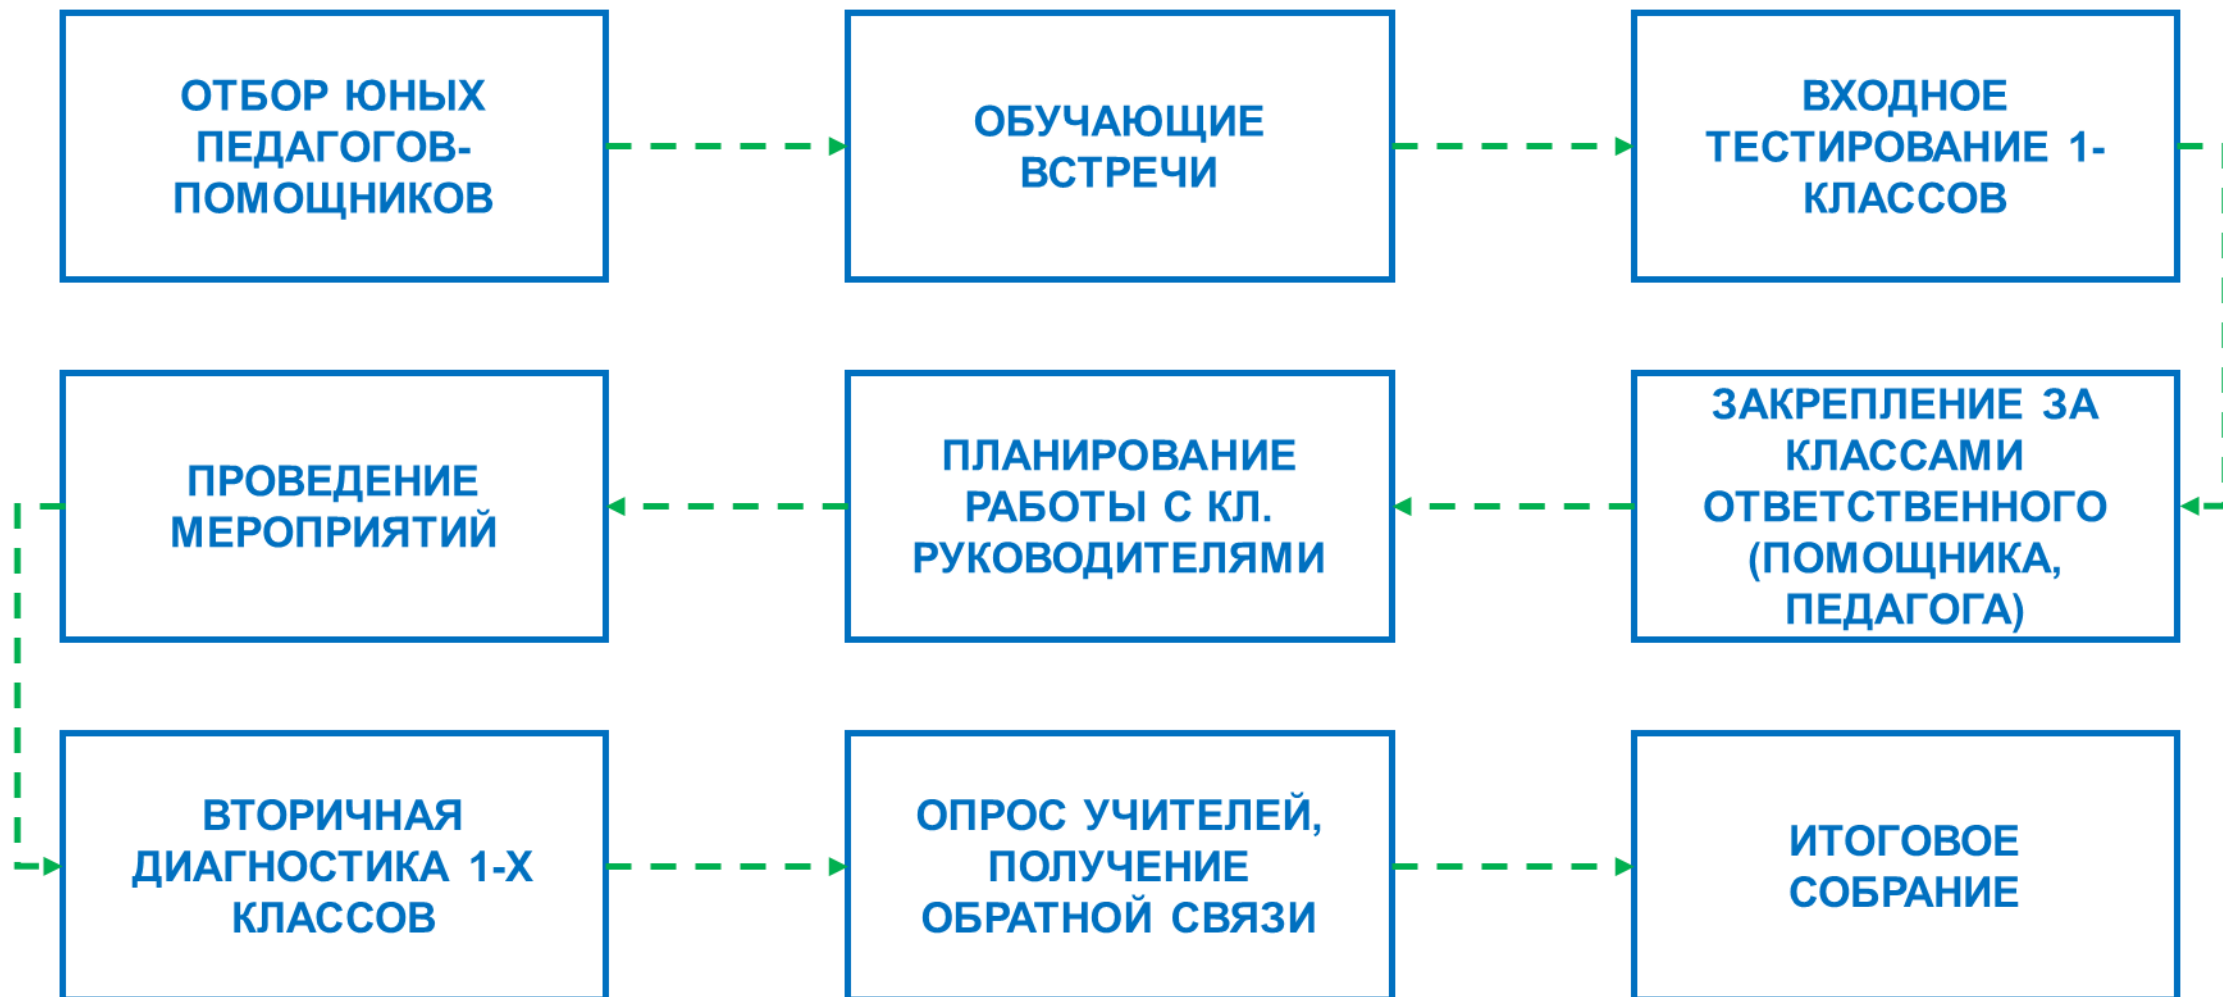 ОТБОР ЮНЫХ
ПЕДАГОГОВ-
ПОМОЩНИКОВ
ОБУЧАЮЩИЕ
ВСТРЕЧИ
ВХОДНОЕ
ТЕСТИРОВАНИЕ 1-
КЛАССОВ
ЗАКРЕПЛЕНИЕ ЗА
КЛАССАМИ
ОТВЕТСТВЕННОГО
(ПОМОЩНИКА,
ПЕДАГОГА)
ПЛАНИРОВАНИЕ
РАБОТЫ С КЛ.
РУКОВОДИТЕЛЯМИ
ПРОВЕДЕНИЕ
МЕРОПРИЯТИЙ
ВТОРИЧНАЯ
ДИАГНОСТИКА 1-Х
КЛАССОВ
ОПРОС УЧИТЕЛЕЙ,
ПОЛУЧЕНИЕ
ОБРАТНОЙ СВЯЗИ
ИТОГОВОЕ
СОБРАНИЕ